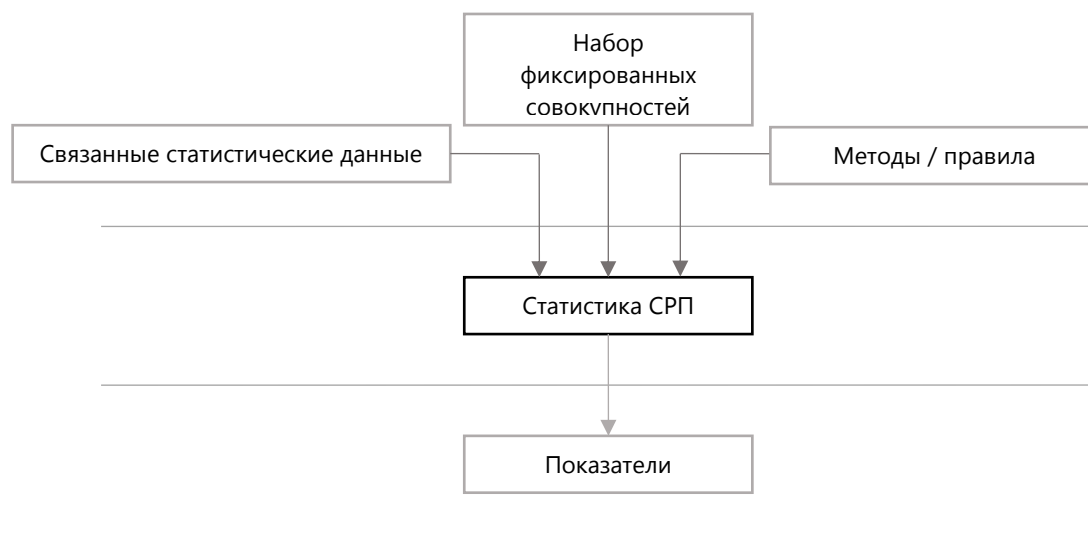 Набор
фиксированных
совокупностей
Связанные статистические данные
Методы / правила
Статистика СРП
Показатели